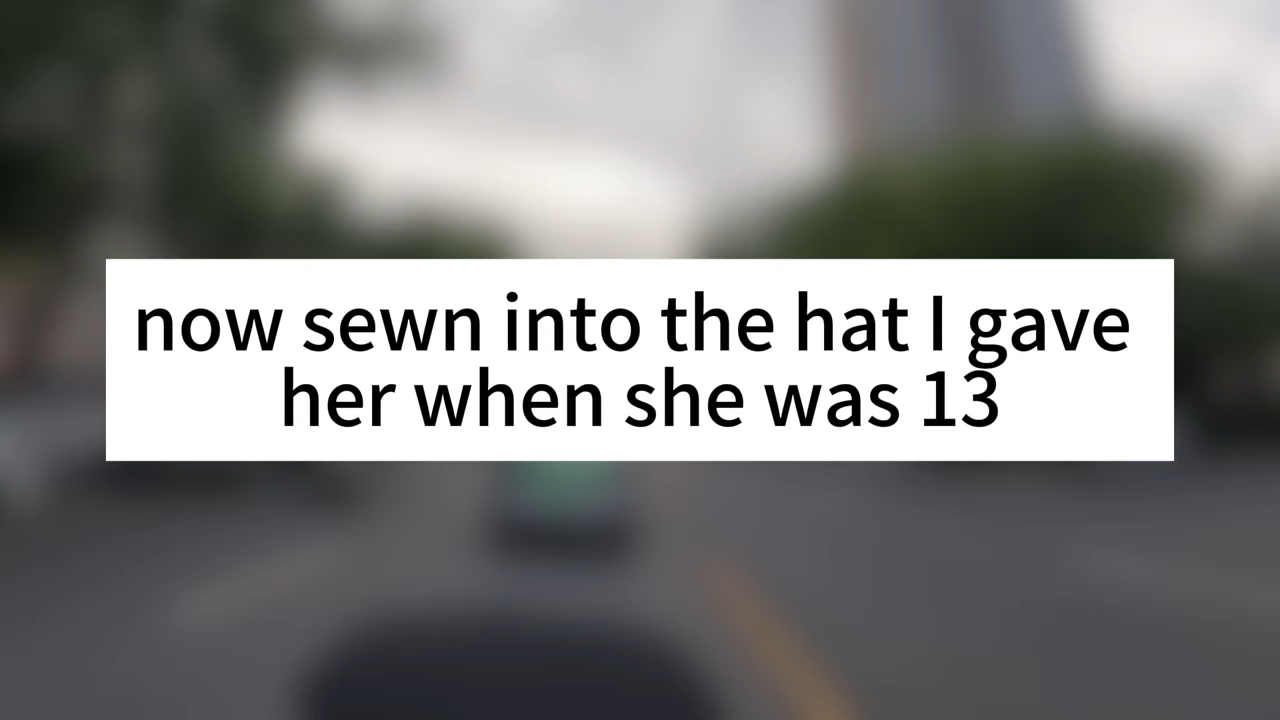 now sewn into the hat I gave
her when she was 13